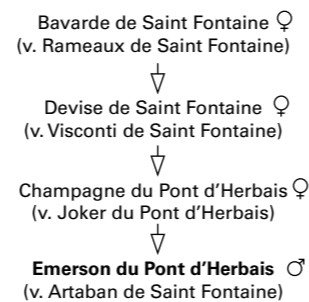 Bavarde de Saint Fontaine ♀
(v. Rameaux de Saint Fontaine)
Devise de Saint Fontaine ♀
(v. Visconti de Saint Fontaine)
Champagne du Pont d'Herbais ♀
(v. Joker du Pont d'Herbais)
Emerson du Pont d'Herbais ♂
(v. Artaban de Saint Fontaine)